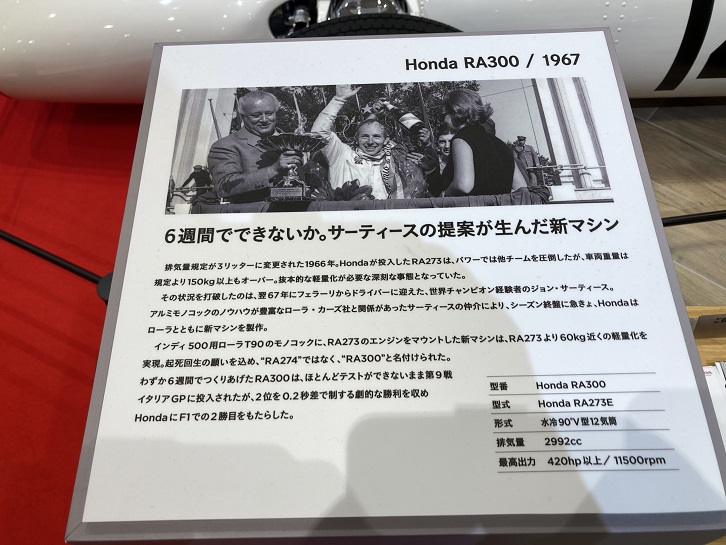 Honda RA300 / 1967
6週間でできないか。サーティースの提案が生んだ新マシン
排気量規定が3リッターに変更された1966年。Hondaが投入したRA273は、パワーでは他チームを圧倒したが、車両重量は
規定より150kg以上もオーバー。抜本的な軽量化が必要な深刻な事態となっていた。
その状況を打破したのは、翌67年にフェラーリからドライバーに迎えた、世界チャンピオン経験者のジョン・サーティース。
アルミモノコックのノウハウが豊富なローラ・カーズ社と関係があったサーティースの仲介により、シーズン終盤に急きょ、Hondaは
ローラとともに新マシンを製作。
インディ500用ローラT90のモノコックに、RA273のエンジンをマウントした新マシンは、RA273より60kg近くの軽量化を
実現。起死回生の願いを込め、“RA274”ではなく、“RA300”と名付けられた。
わずか6週間でつくりあげたRA300は、ほとんどテストができないまま第9戦
イタリアGPに投入されたが、2位を0.2秒差で制する劇的な勝利を収め
HondaにF1での2勝目をもたらした。
型番 Honda RA300
型式 Honda RA273E
形式 水冷90°V型12気筒
排気量 2992cc
最高出力 420hp以上/11500rpm